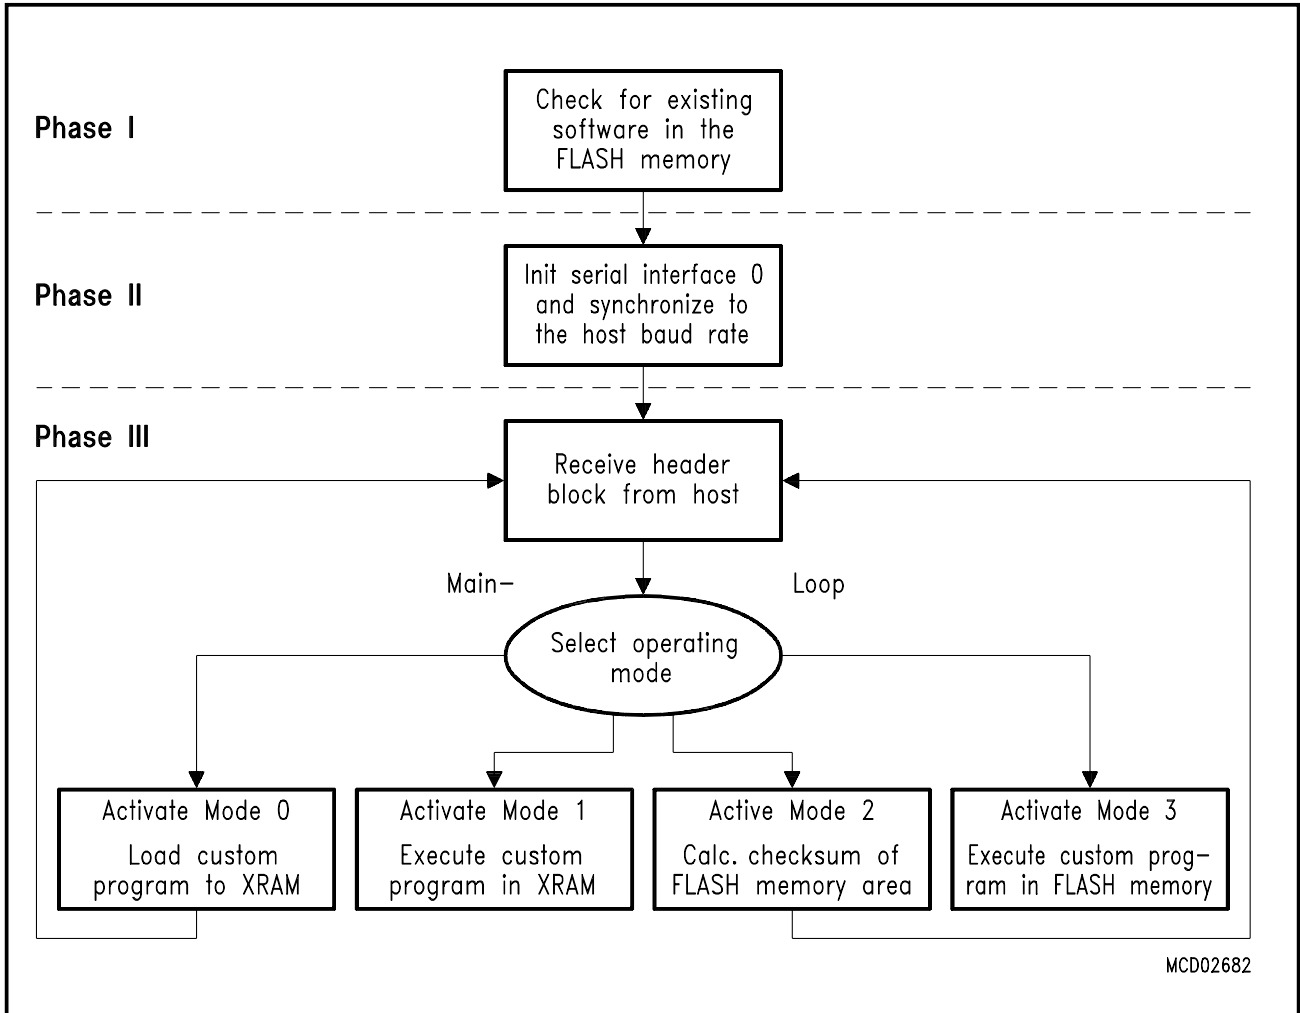 Phase I
Check for existing
software in the
FLASH memory
Phase II
Init serial interface 0
and synchronize to
the host baud rate
Phase III
Receive header
block from host
Main-
Loop
Select operating
mode
Activate Mode 0
Load custom
program to XRAM
Activate Mode 1
Execute custom
program in XRAM
Active Mode 2
Calc. checksum of
FLASH memory area
Activate Mode 3
Execute custom prog-
ram in FLASH memory
MCD02682